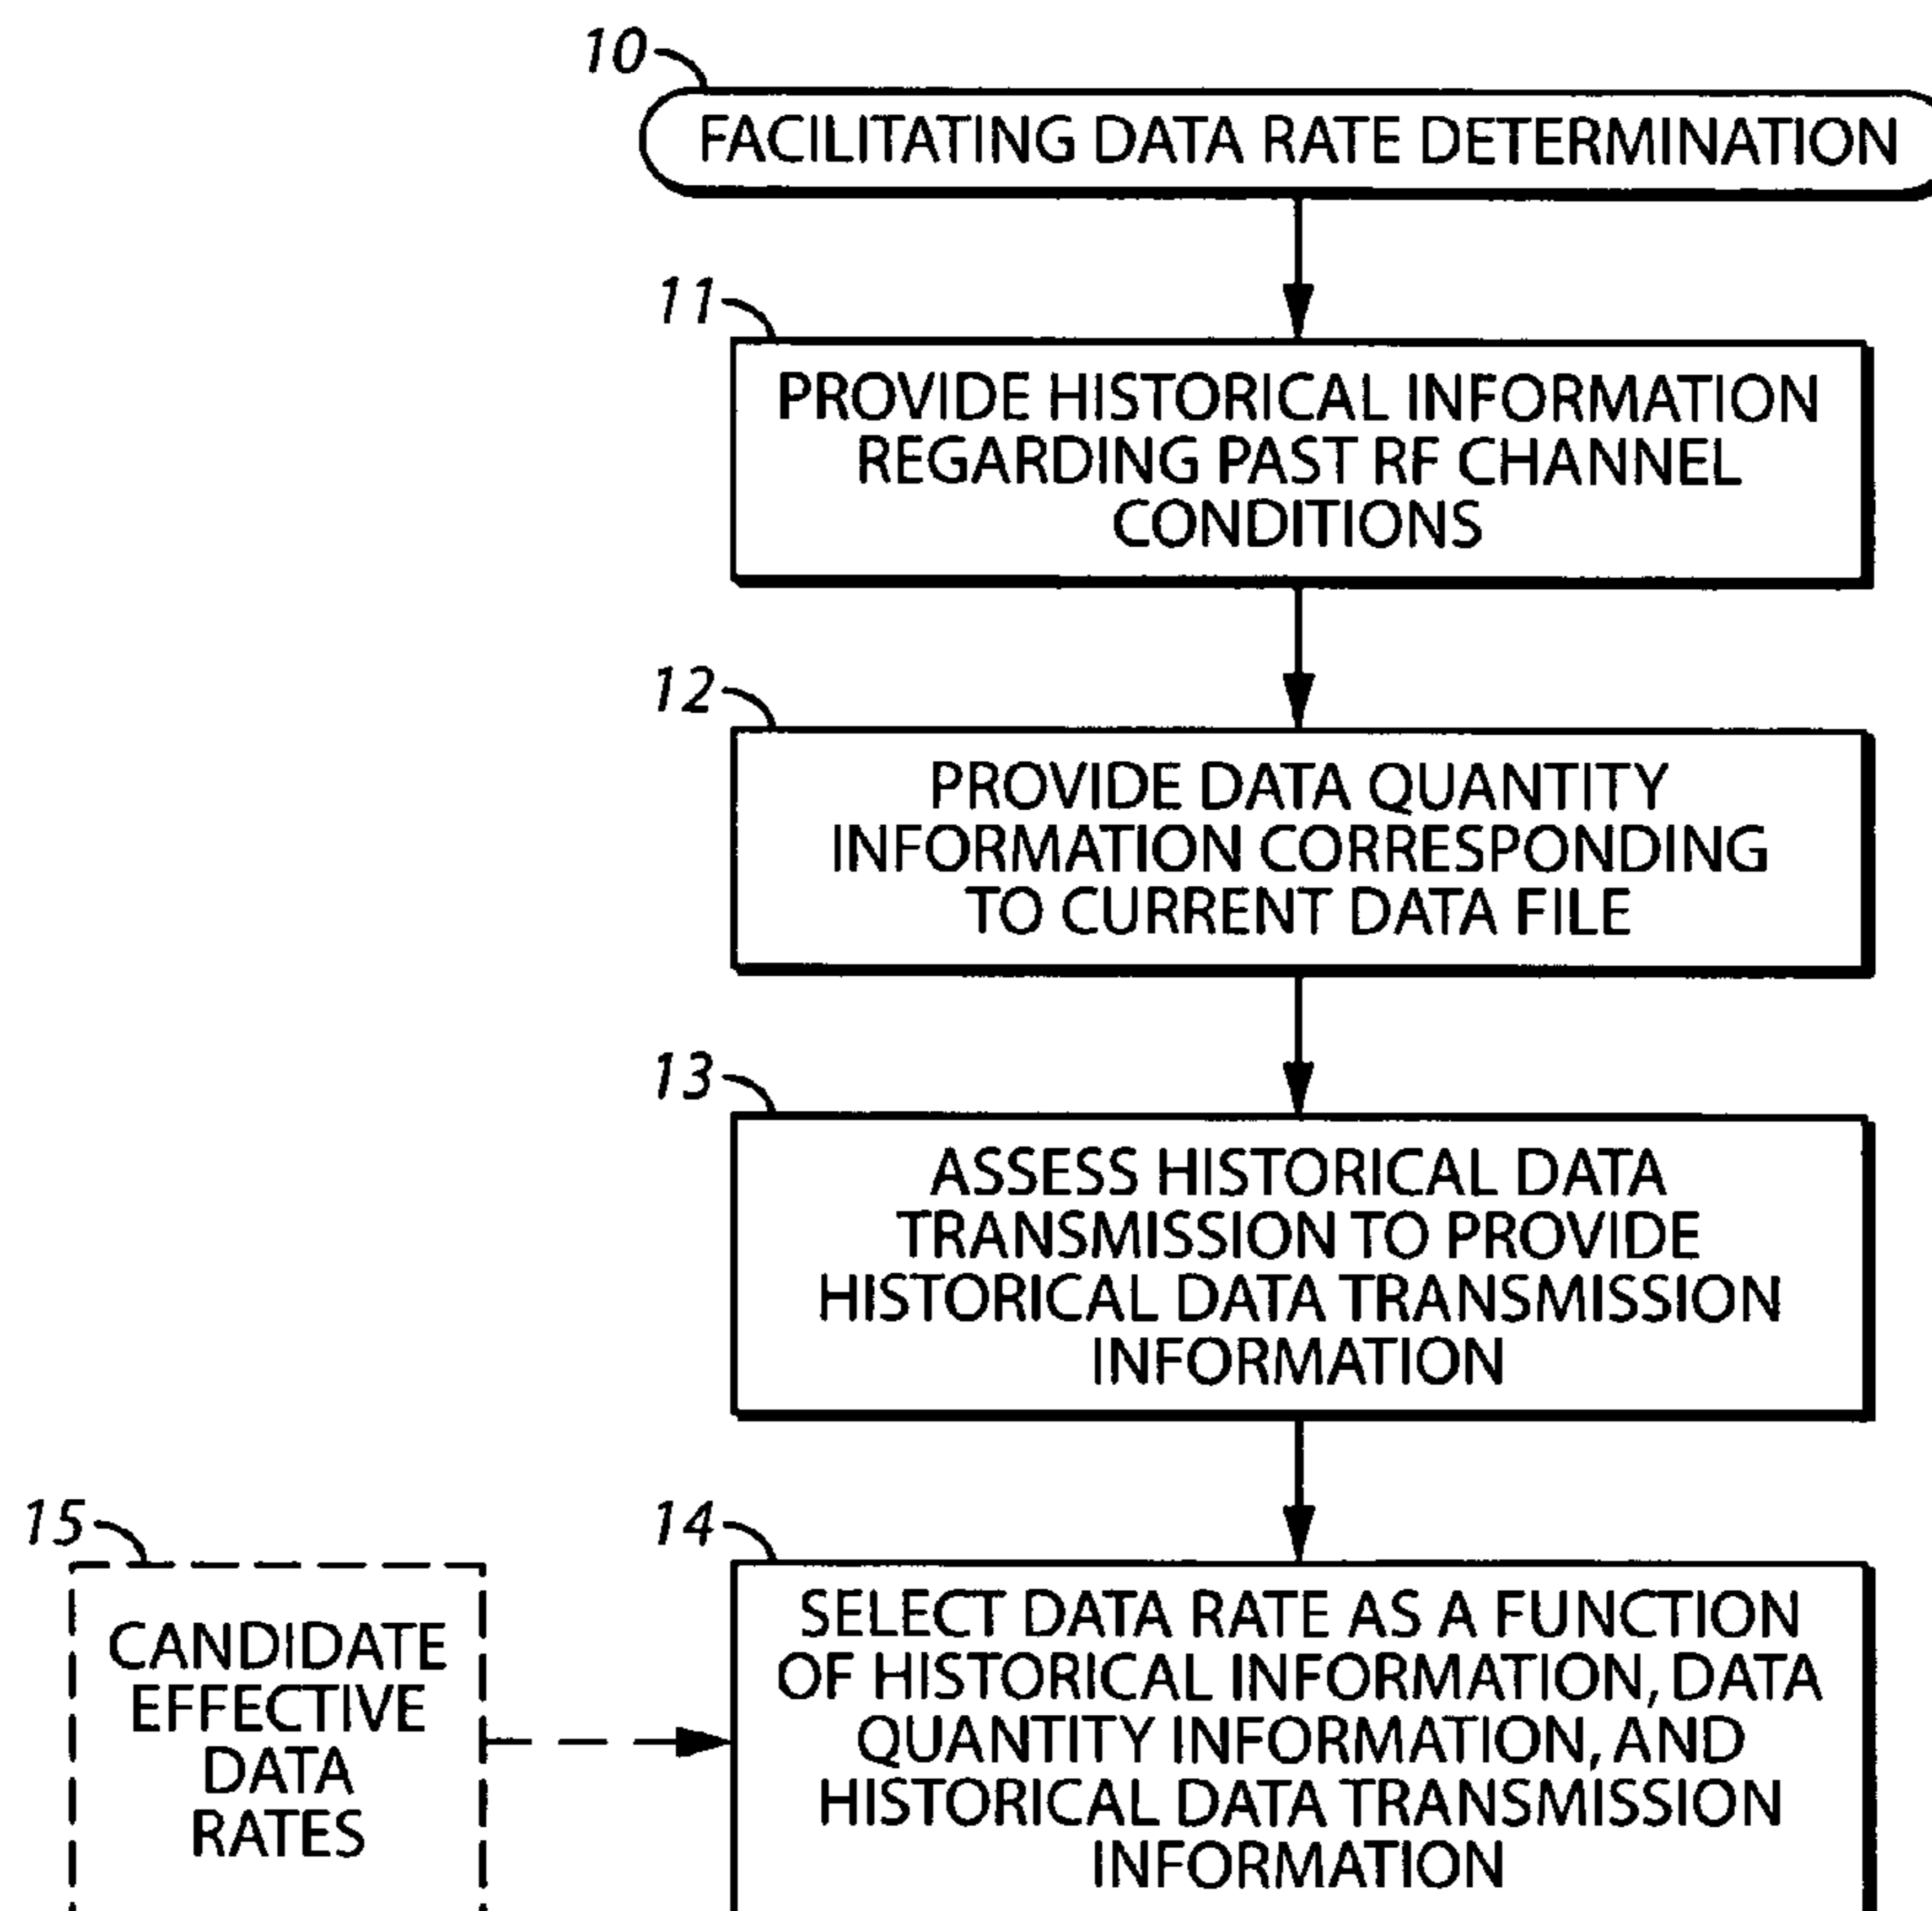 10
FACILITATING DATA RATE DETERMINATION
11
PROVIDE HISTORICAL INFORMATION
REGARDING PAST RF CHANNEL
CONDITIONS
12
PROVIDE DATA QUANTITY
INFORMATION CORRESPONDING
TO CURRENT DATA FILE
13
ASSESS HISTORICAL DATA
TRANSMISSION TO PROVIDE
HISTORICAL DATA TRANSMISSION
INFORMATION
15
CANDIDATE
EFFECTIVE
DATA
RATES
14
SELECT DATA RATE AS A FUNCTION
OF HISTORICAL INFORMATION, DATA
QUANTITY INFORMATION, AND
HISTORICAL DATA TRANSMISSION
INFORMATION